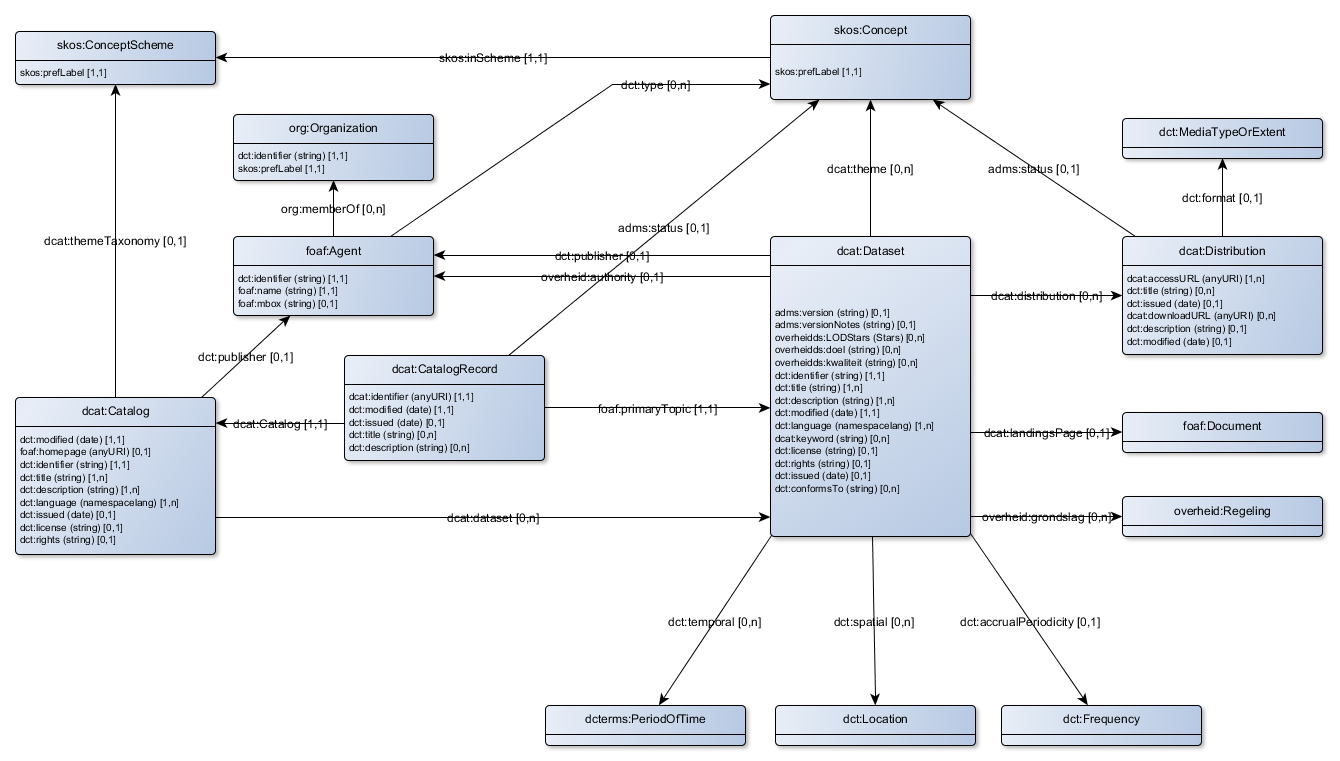 skos:ConceptScheme
skos:prefLabel [1,1]
skos:inScheme [1,1]
skos:Concept
skos:prefLabel [1,1]
dct:type [0,n]
org:Organization
dct:identifier (string) [1,1]
skos:prefLabel [1,1]
dct:MediaTypeOrExtent
dcat:theme [0,n]
adms:status [0,1]
dct:format [0,1]
org:memberOf [0,n]
adms:status [0,1]
dcat:themeTaxonomy [0,1]
foaf:Agent
dct:identifier (string) [1,1]
foaf:name (string) [1,1]
foaf:mbox (string) [0,1]
dct:publisher [0,1]
overheid:authority [0,1]
dcat:Dataset
adms:version (string) [0,1]
adms:versionNotes (string) [0,1]
overheidds:LODStars (Stars) [0,n]
overheidds:doel (string) [0,n]
overheidds:kwaliteit (string) [0,n]
dct:identifier (string) [1,1]
dct:title (string) [1,n]
dct:description (string) [1,n]
dct:modified (date) [1,1]
dct:language (namespacelang) [1,n]
dcat:keyword (string) [0,n]
dct:license (string) [0,1]
dct:rights (string) [0,1]
dct:issued (date) [0,1]
dct:conformsTo (string) [0,n]
dcat:distribution [0,n]
dcat:Distribution
dcat:accessURL (anyURI) [1,n]
dct:title (string) [0,n]
dct:issued (date) [0,1]
dcat:downloadURL (anyURI) [0,n]
dct:description (string) [0,1]
dct:modified (date) [0,1]
dct:publisher [0,1]
dcat:CatalogRecord
dcat:identifier (anyURI) [1,1]
dct:modified (date) [1,1]
dct:issued (date) [0,1]
dct:title (string) [0,n]
dct:description (string) [0,n]
foaf:primaryTopic [1,1]
dcat:Catalog [1,1]
dcat:Catalog
dct:modified (date) [1,1]
foaf:homepage (anyURI) [0,1]
dct:identifier (string) [1,1]
dct:title (string) [1,n]
dct:description (string) [1,n]
dct:language (namespacelang) [1,n]
dct:issued (date) [0,1]
dct:license (string) [0,1]
dct:rights (string) [0,1]
dcat:landingsPage [0,1]
foaf:Document
dcat:dataset [0,n]
overheid:grondslag [0,n]
overheid:Regeling
dct:temporal [0,n]
dct:spatial [0,n]
dct:accrualPeriodicity [0,1]
dcterms:PeriodOfTime
dct:Location
dct:Frequency